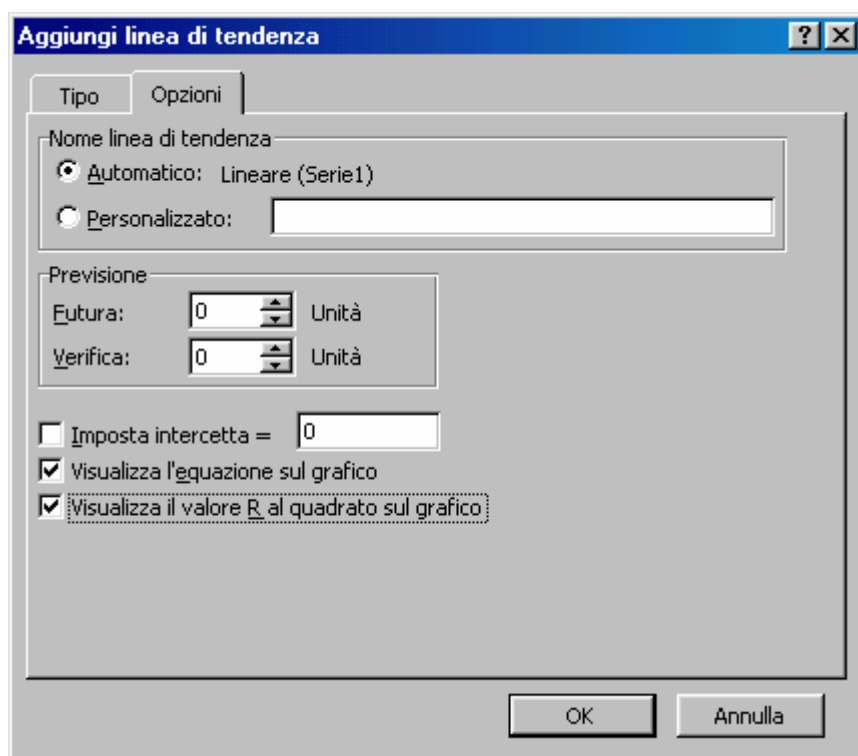 Aggiungi linea di tendenza
Tipo
Opzioni
Nome linea di tendenza
Automatico: Lineare (Serie1)
Personalizzato:
Previsione
Futura: 0 Unità
Verifica: 0 Unità
Imposta intercetta = 0
Visualizza l'equazione sul grafico
Visualizza il valore R al quadrato sul grafico
OK
Annulla